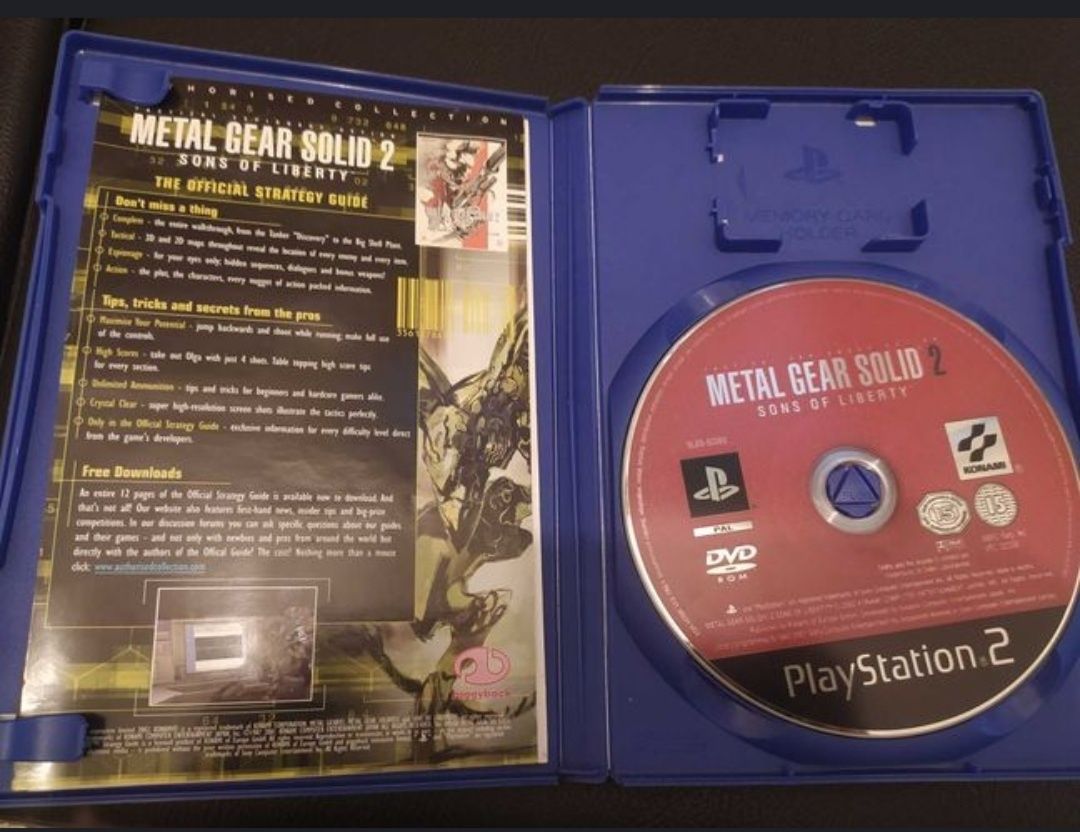 HORISED COLLECTION
METAL GEAR SOLID 2
SONS OF LIBERTY
THE OFFICIAL STRATEGY GUIDE
Don't miss a thing
Complete - the entire walkthrough, from the Tanker "Discovery" to the Big Shell Plant.
Tactical - 3D and 2D maps throughout reveal the location of every enemy and every item.
Espionage - for your eyes only; hidden sequences, dialogues and bonus weapons!
Action - the plot, the characters, every nugget of action packed information.
Tips, tricks and secrets from the pros
Maximise Your Potential - jump backwards and shoot while running; make full use
of the controls.
High Scores - take out Olga with just 4 shots. Table topping high score tips
for every section.
Unlimited Ammunition - tips and tricks for beginners and hardcore gamers alike.
Crystal Clear - super high-resolution screen shots illustrate the tactics perfectly.
Only in the Official Strategy Guide - exclusive information for every difficulty level direct
from the game's developers.
Free Downloads
An entire 12 pages of the Official Strategy Guide is available now to download. And
that's not all! Our website also features first-hand news, insider tips and big-prize
competitions. In our discussion forums you can ask specific questions about our guides
and their games - and not only with newbies and pros from around the world but
directly with the authors of the Offical Guide! The cost? Nothing more than a mouse
click: www.authorisedcollection.com
piggyback
MEMORY CARD
HOLDER
METAL GEAR SOLID 2
SONS OF LIBERTY
KONAMI
PAL
15
15
DVD
ROM
PlayStation 2